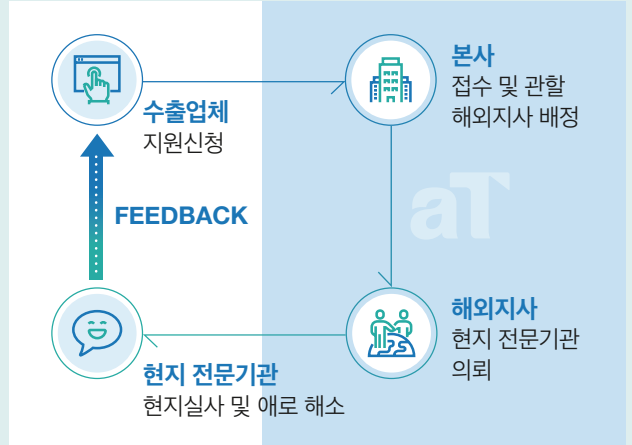 수출업체
지원신청
본사
접수 및 관할
해외지사 배정
aT
FEEDBACK
해외지사
현지 전문기관
의뢰
현지 전문기관
현지실사 및 애로 해소